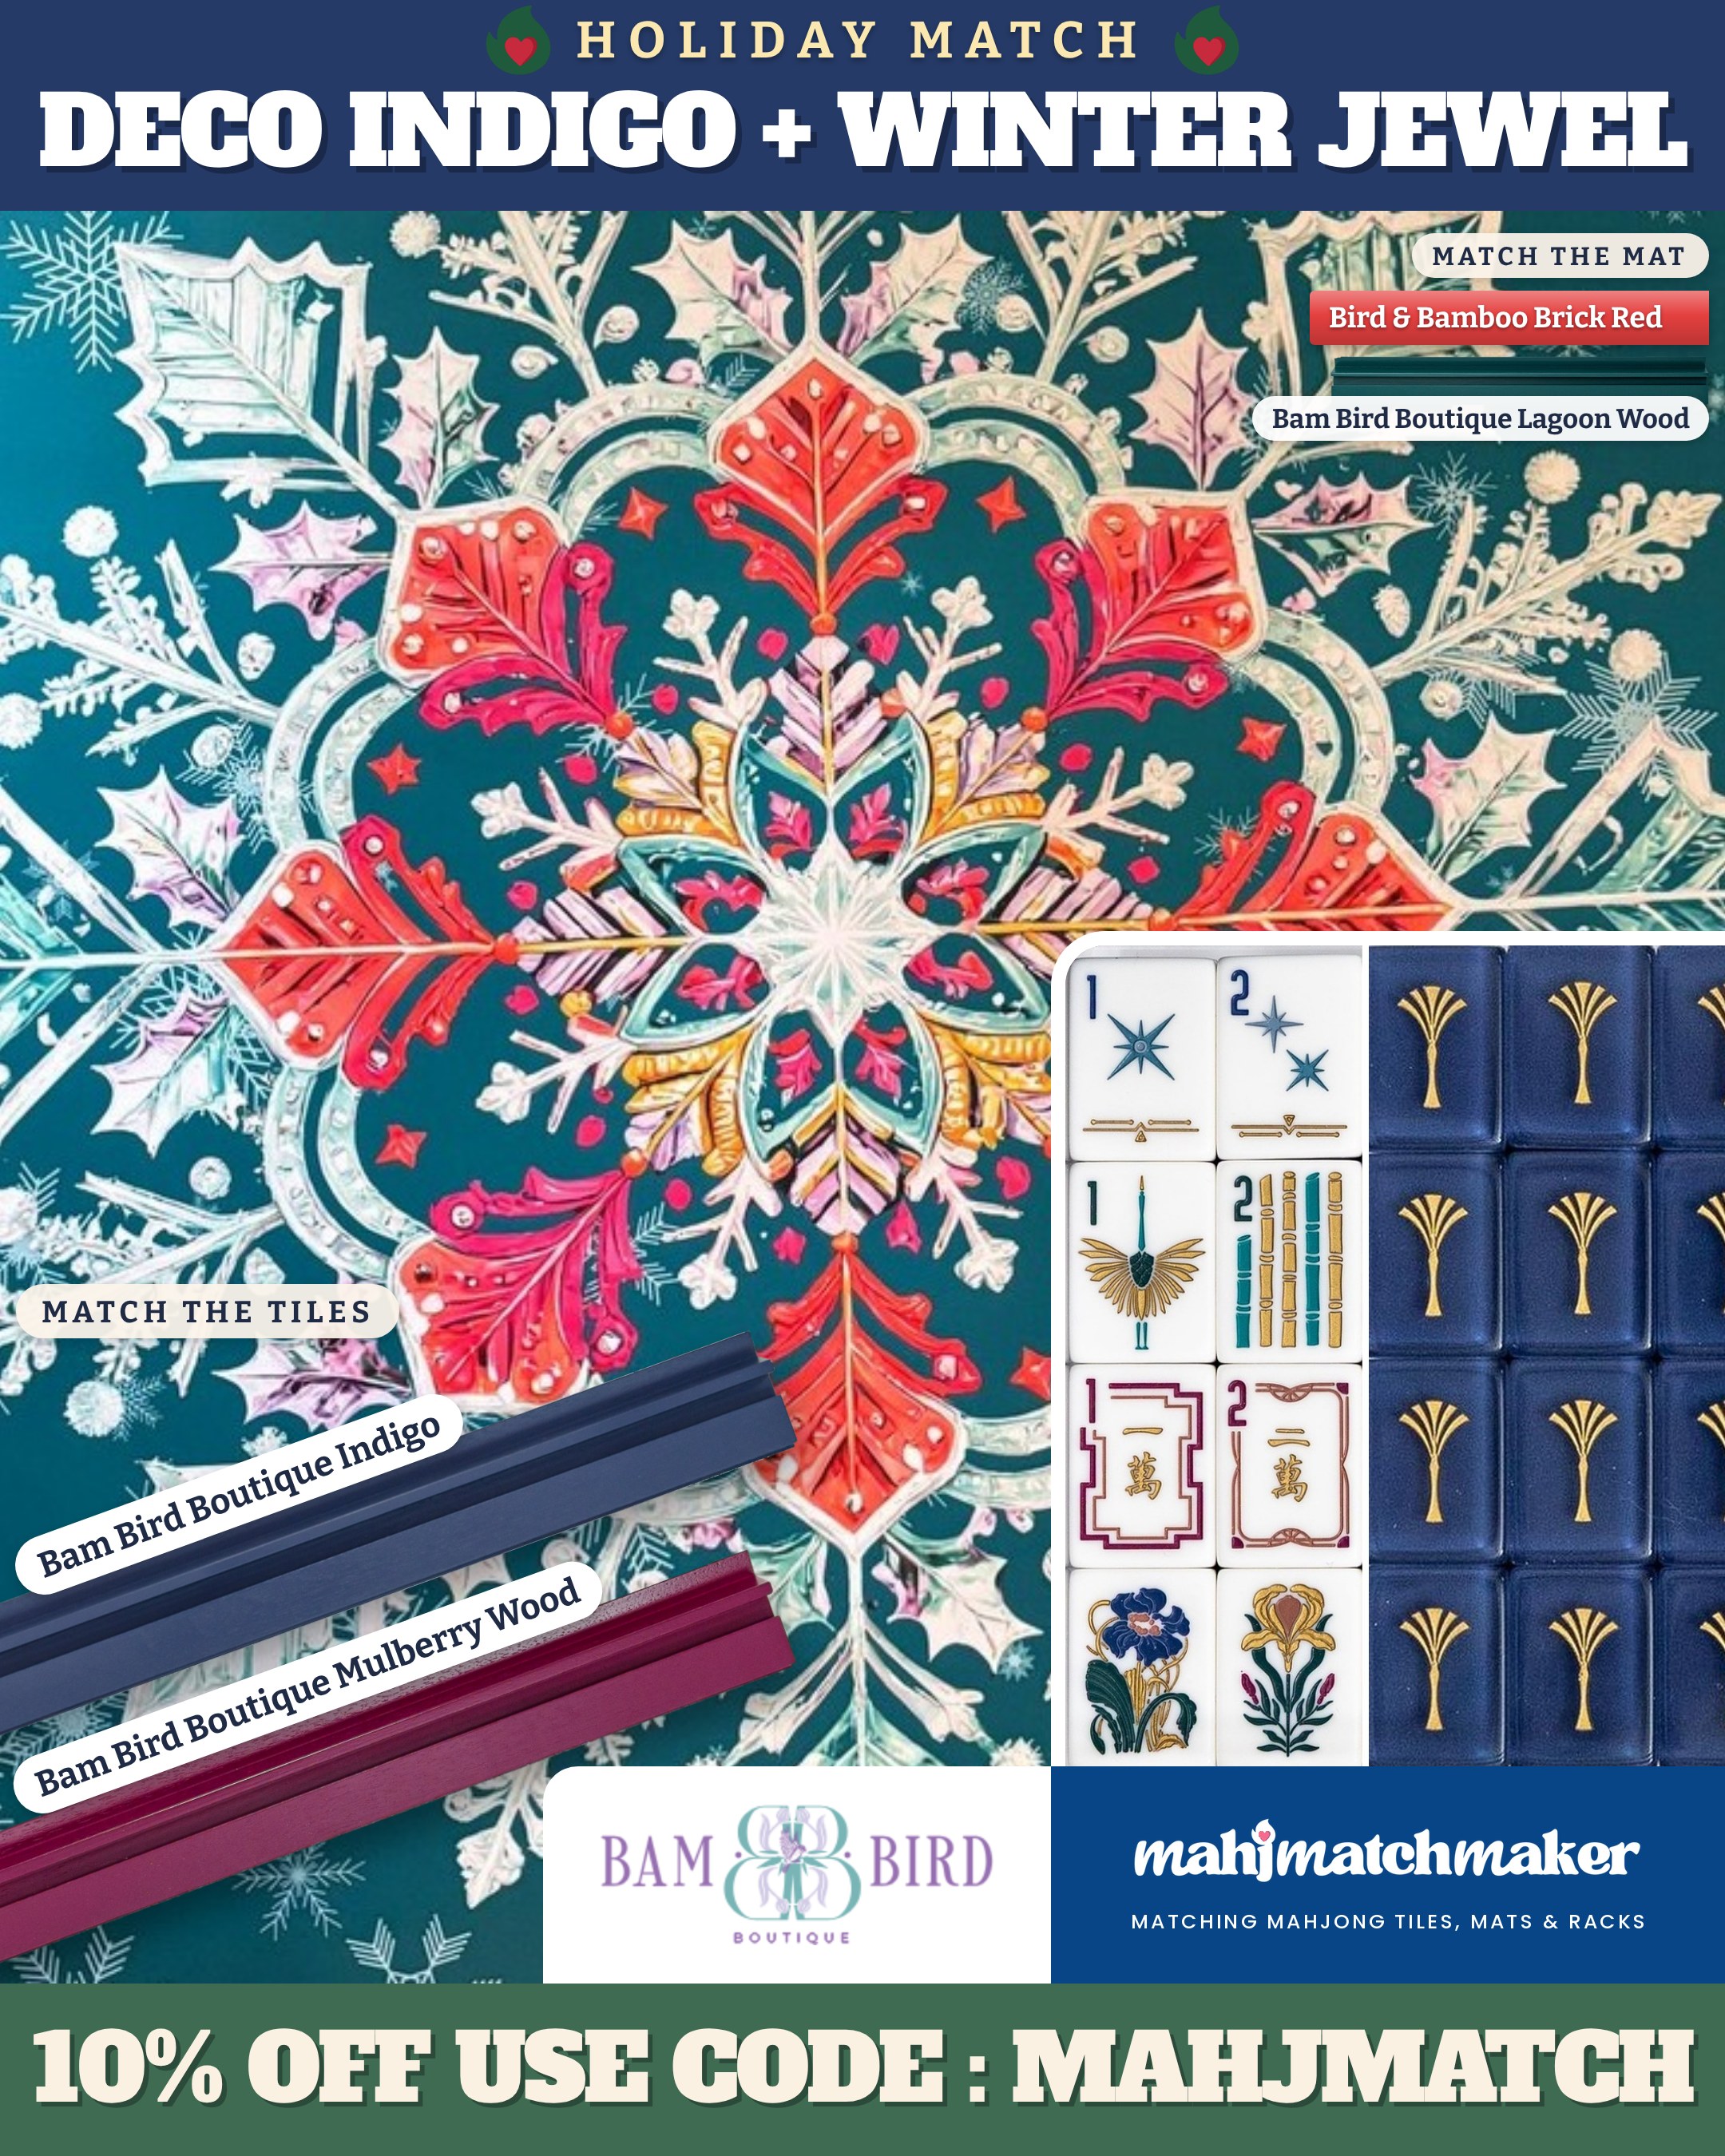 HOLIDAY MATCH
DECO INDIGO + WINTER JEWEL
MATCH THE MAT
Bird & Bamboo Brick Red
Bam Bird Boutique Lagoon Wood
1
2
1
2
1
一
萬
2
二
萬
MATCH THE TILES
Bam Bird Boutique Indigo
Bam Bird Boutique Mulberry Wood
BAM BIRD
BOUTIQUE
mahjmatchmaker
MATCHING MAHJONG TILES, MATS & RACKS
10% OFF USE CODE : MAHJMATCH